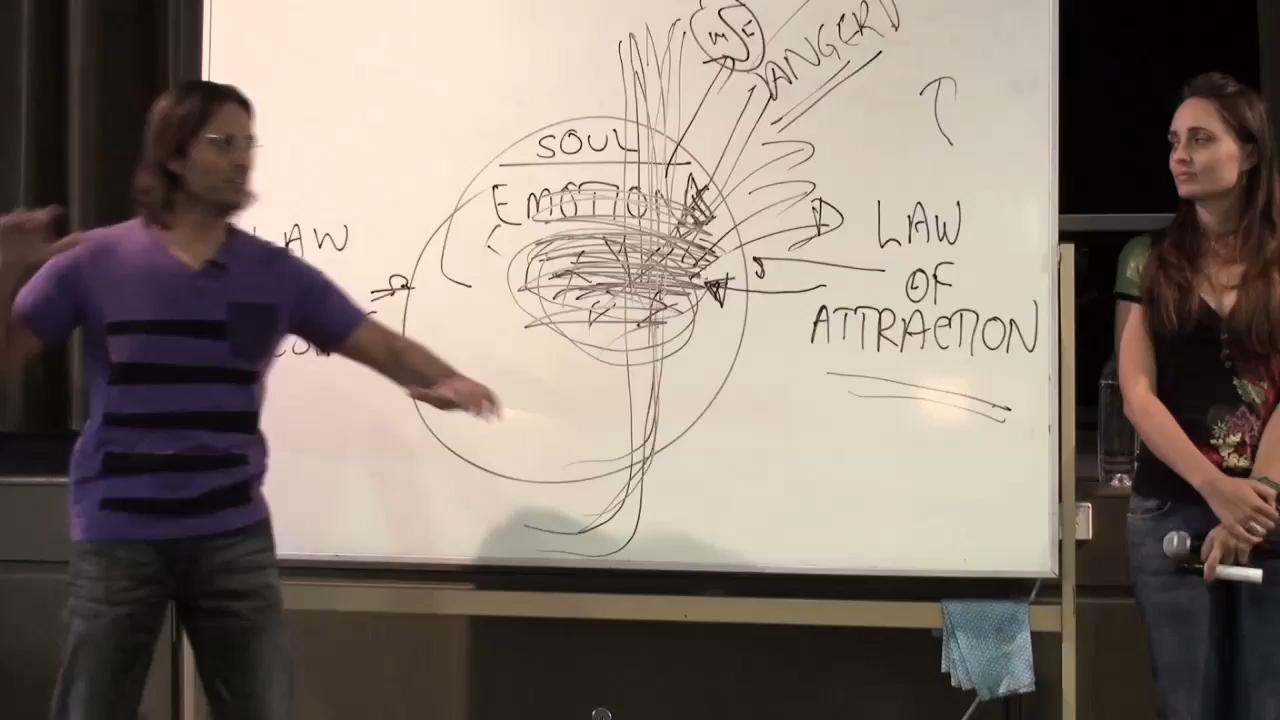 ANGER
SOUL
EMOTION
LAW
LAW
OF
ATTRACTION